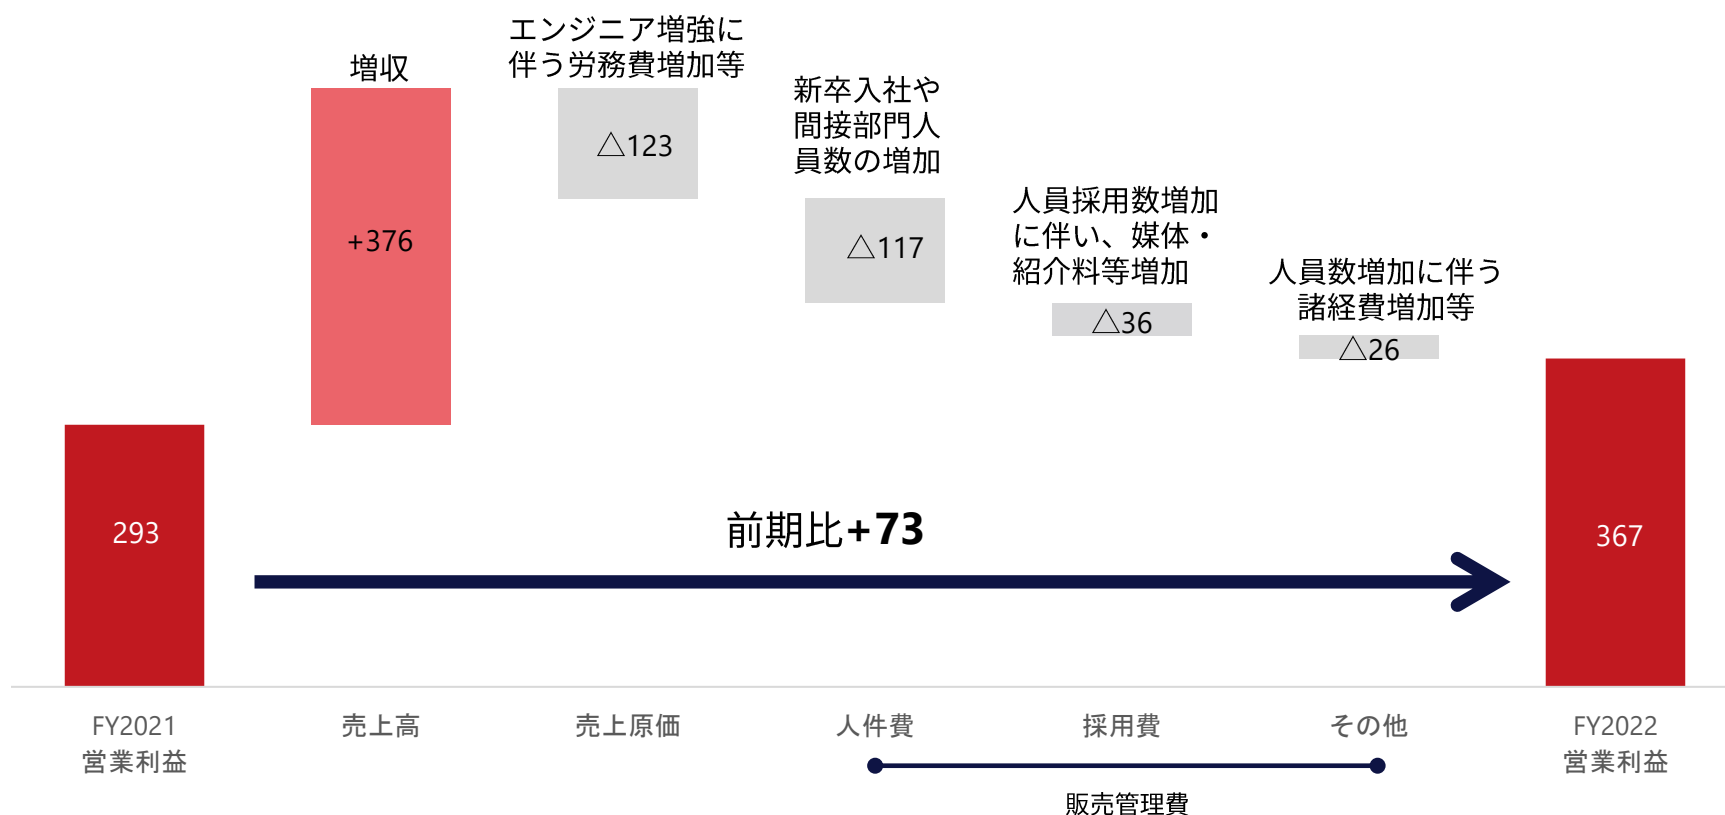 増収
+376
エンジニア増強に
伴う労務費増加等
△123
新卒入社や
間接部門人
員数の増加
△117
人員採用数増加
に伴い、媒体・
紹介料等増加
△36
人員数増加に伴う
諸経費増加等
△26
293
前期比+73
367
FY2021
営業利益
売上高
売上原価
人件費
採用費
その他
FY2022
営業利益
販売管理費